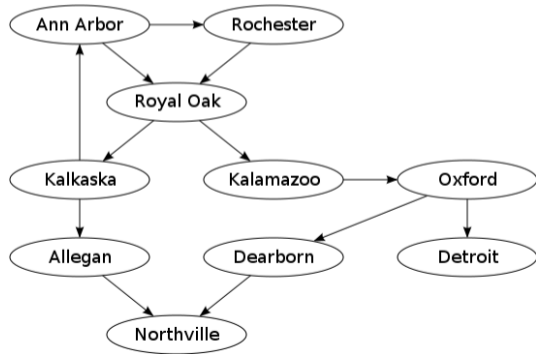 Ann Arbor
Rochester
Royal Oak
Kalkaska
Kalamazoo
Oxford
Allegan
Dearborn
Detroit
Northville